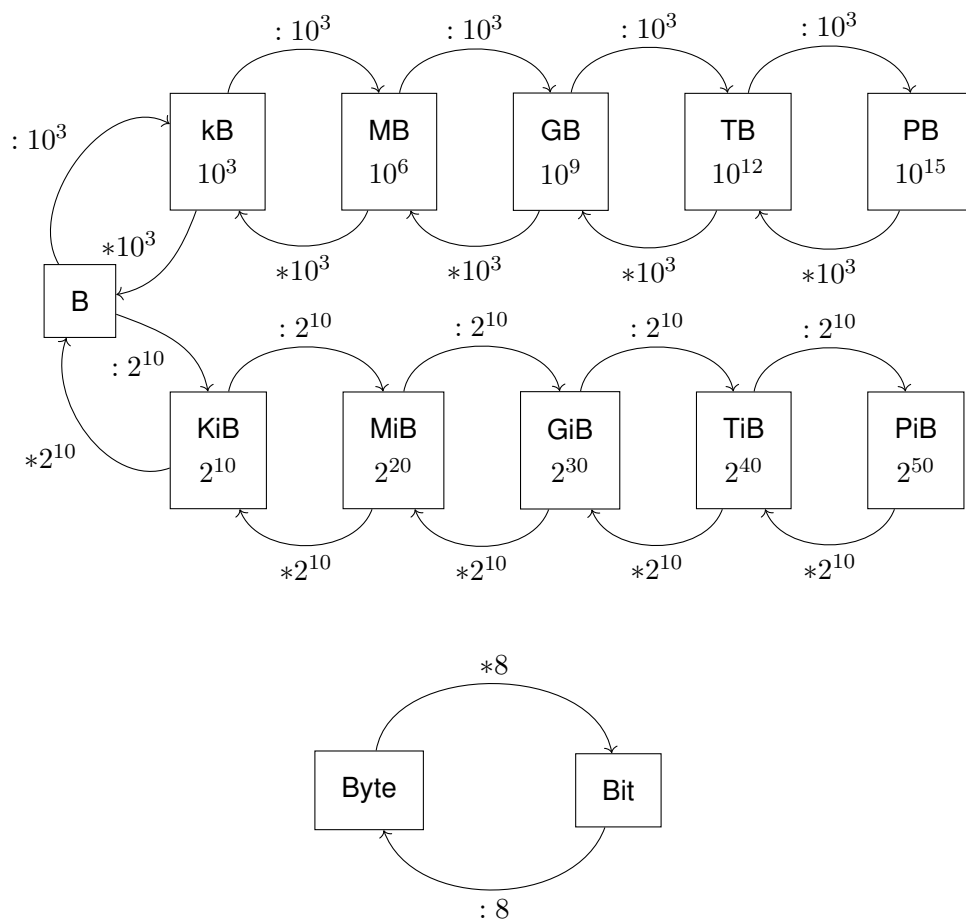 : 10³ : 10³ : 10³ : 10³
kB MB GB TB PB
10³ 10⁶ 10⁹ 10¹² 10¹⁵
: 10³
∗10³
∗10³ ∗10³ ∗10³ ∗10³
B
: 2¹⁰ : 2¹⁰ : 2¹⁰ : 2¹⁰
: 2¹⁰
KiB MiB GiB TiB PiB
2¹⁰ 2²⁰ 2³⁰ 2⁴⁰ 2⁵⁰
∗2¹⁰
∗2¹⁰ ∗2¹⁰ ∗2¹⁰ ∗2¹⁰
∗8
Byte Bit
: 8